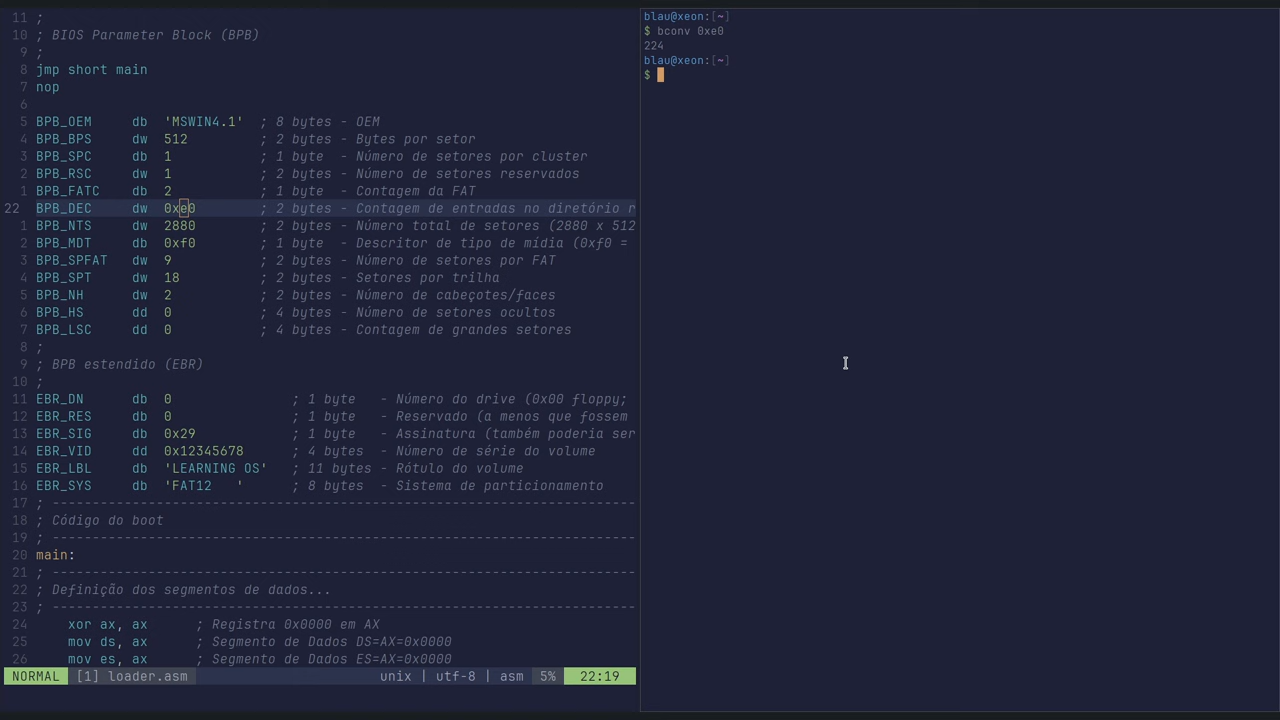 11 ;
10 ; BIOS Parameter Block (BPB)
9 ;
8 jmp short main
7 nop
6
5 BPB_OEM db 'MSWIN4.1' ; 8 bytes - OEM
4 BPB_BPS dw 512 ; 2 bytes - Bytes por setor
3 BPB_SPC db 1 ; 1 byte - Número de setores por cluster
2 BPB_RSC dw 1 ; 2 bytes - Número de setores reservados
1 BPB_FATC db 2 ; 1 byte - Contagem da FAT
22 BPB_DEC dw 0xe0 ; 2 bytes - Contagem de entradas no diretório r
1 BPB_NTS dw 2880 ; 2 bytes - Número total de setores (2880 x 512
2 BPB_MDT db 0xf0 ; 1 byte - Descritor de tipo de mídia (0xf0 =
3 BPB_SPFAT dw 9 ; 2 bytes - Número de setores por FAT
4 BPB_SPT dw 18 ; 2 bytes - Setores por trilha
5 BPB_NH dw 2 ; 2 bytes - Número de cabeçotes/faces
6 BPB_HS dd 0 ; 4 bytes - Número de setores ocultos
7 BPB_LSC dd 0 ; 4 bytes - Contagem de grandes setores
8 ;
9 ; BPB estendido (EBR)
10 ;
11 EBR_DN db 0 ; 1 byte - Número do drive (0x00 floppy;
12 EBR_RES db 0 ; 1 byte - Reservado (a menos que fossem
13 EBR_SIG db 0x29 ; 1 byte - Assinatura (também poderia ser
14 EBR_VID dd 0x12345678 ; 4 bytes - Número de série do volume
15 EBR_LBL db 'LEARNING OS' ; 11 bytes - Rótulo do volume
16 EBR_SYS db 'FAT12   ' ; 8 bytes - Sistema de particionamento
17 ; -------------------------------------------------------------------------
18 ; Código do boot
19 ; -------------------------------------------------------------------------
20 main:
21 ; -------------------------------------------------------------------------
22 ; Definição dos segmentos de dados...
23 ; -------------------------------------------------------------------------
24 xor ax, ax ; Registra 0x0000 em AX
25 mov ds, ax ; Segmento de Dados DS=AX=0x0000
26 mov es, ax ; Segmento de Dados ES=AX=0x0000
NORMAL [1] loader.asm unix | utf-8 | asm 5% 22:19
blau@xeon:[~]
$ bconv 0xe0
224
blau@xeon:[~]
$